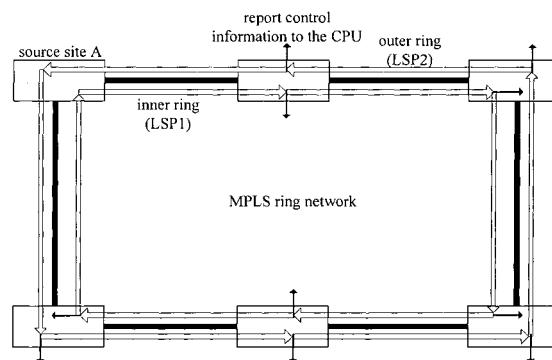 report control
information to the CPU
outer ring
(LSP2)
source site A
inner ring
(LSP1)
MPLS ring network